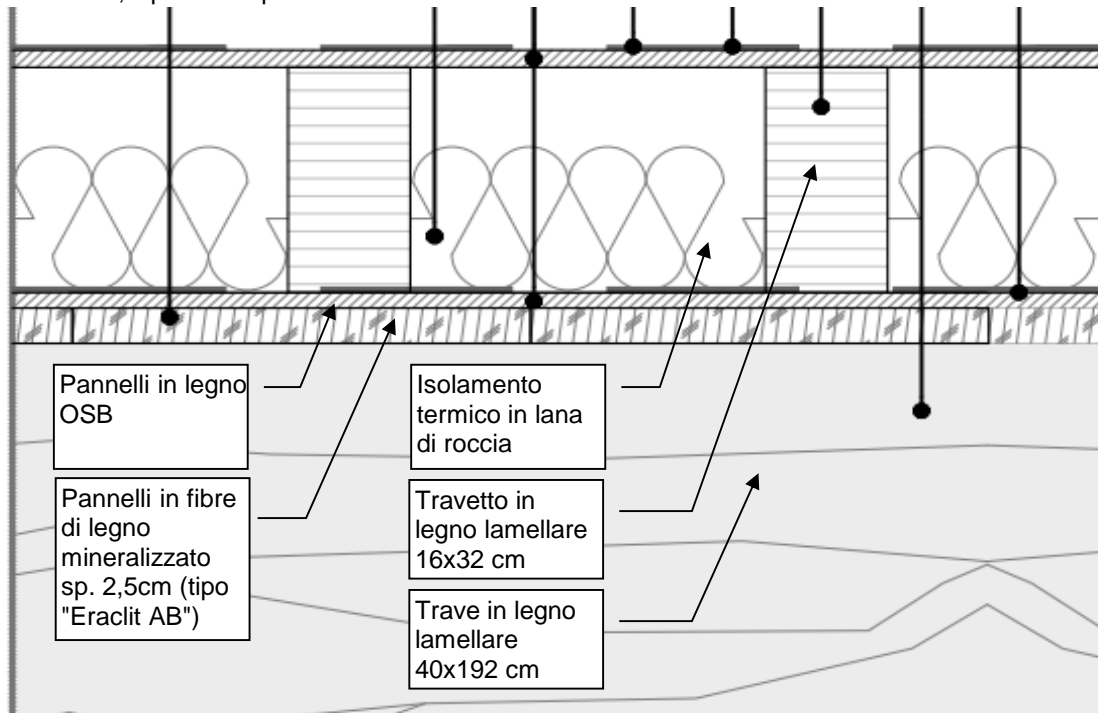 Pannelli in legno
OSB
Pannelli in fibre
di legno
mineralizzato
sp. 2,5cm (tipo
"Eraclit AB")
Isolamento
termico in lana
di roccia
Travetto in
legno lamellare
16x32 cm
Trave in legno
lamellare
40x192 cm